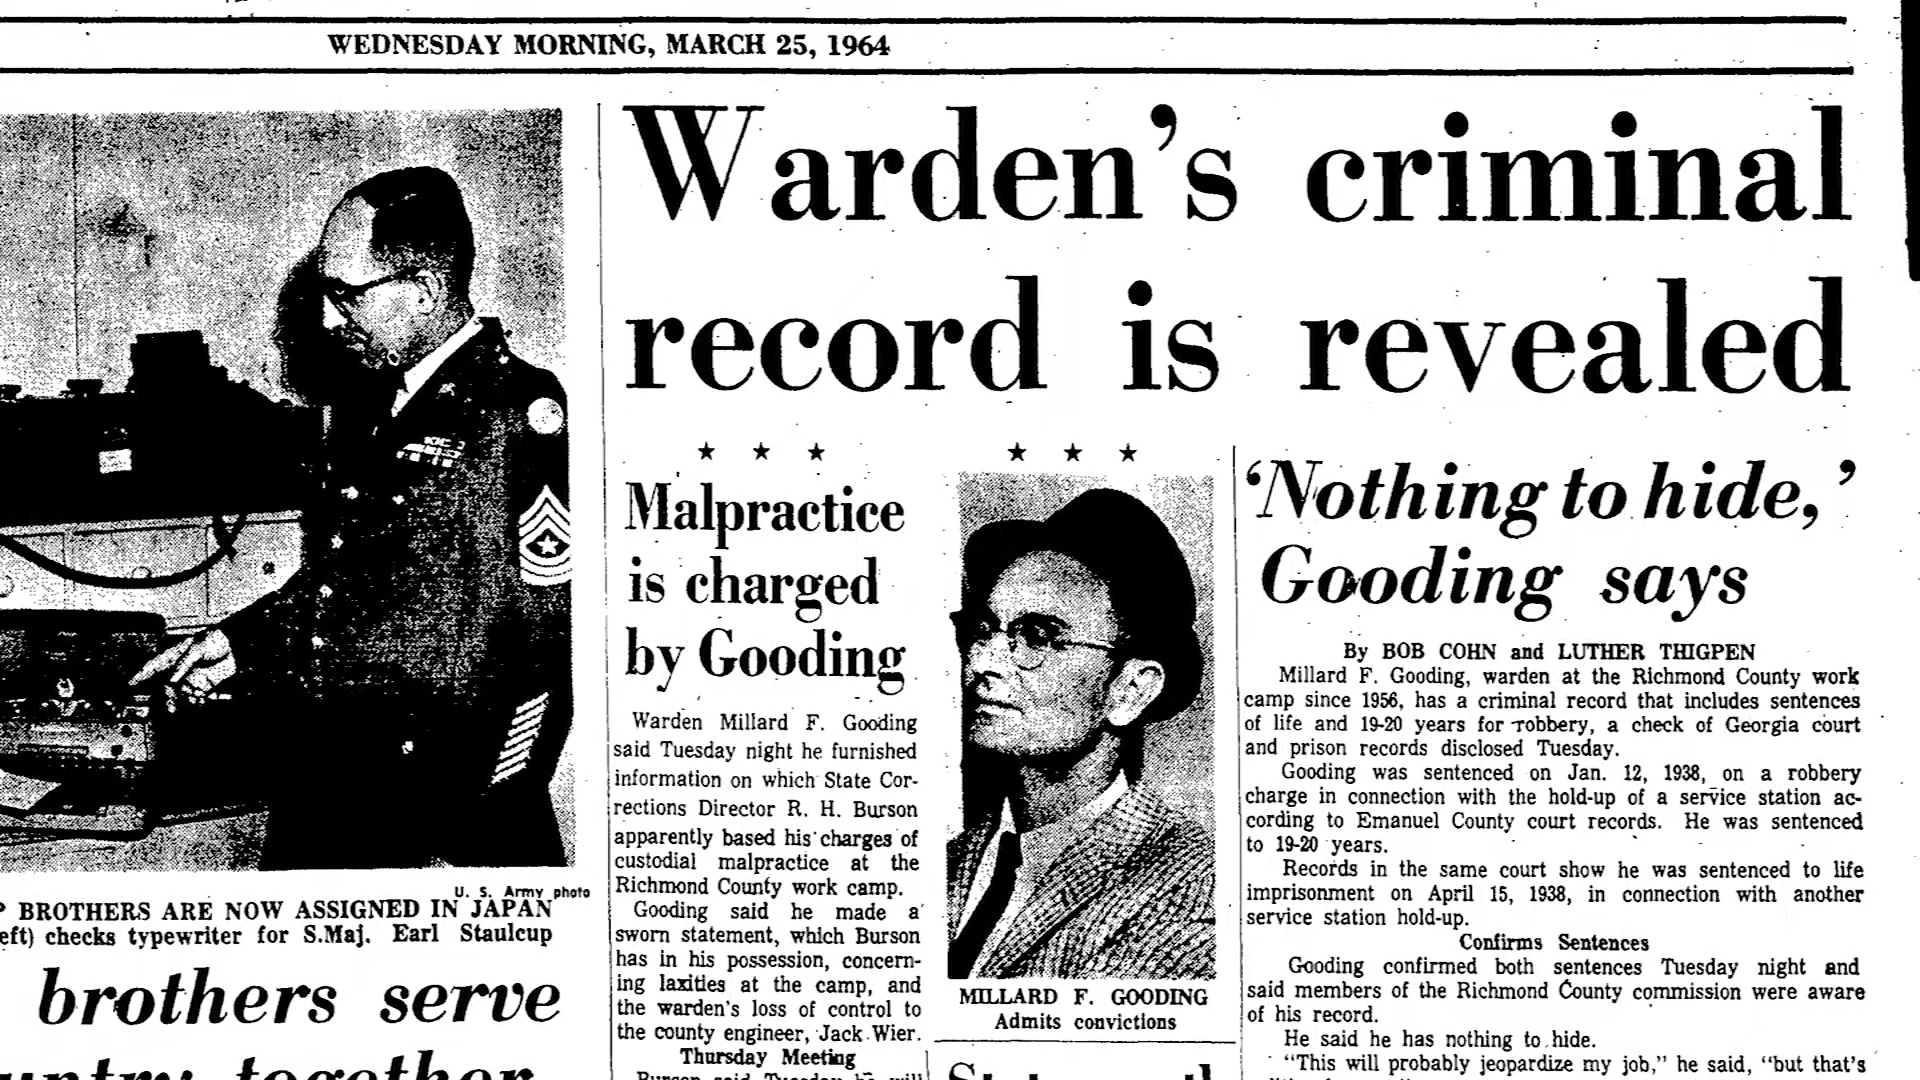 WEDNESDAY MORNING, MARCH 25, 1964
Warden's criminal
record is revealed
★ ★ ★
Malpractice
is charged
by Gooding
Warden Millard F. Gooding
said Tuesday night he furnished
information on which State Cor-
rections Director R. H. Burson
apparently based his charges of
custodial malpractice at the
Richmond County work camp.
Gooding said he made a
sworn statement, which Burson
has in his possession, concern-
ing laxities at the camp, and
the warden's loss of control to
the county engineer, Jack Wier.
Thursday Meeting
Burson said Tuesday he will
★ ★ ★
MILLARD F. GOODING
Admits convictions
'Nothing to hide,'
Gooding says
By BOB COHN and LUTHER THIGPEN
Millard F. Gooding, warden at the Richmond County work
camp since 1956, has a criminal record that includes sentences
of life and 19-20 years for robbery, a check of Georgia court
and prison records disclosed Tuesday.
Gooding was sentenced on Jan. 12, 1938, on a robbery
charge in connection with the hold-up of a service station ac-
cording to Emanuel County court records. He was sentenced
to 19-20 years.
Records in the same court show he was sentenced to life
imprisonment on April 15, 1938, in connection with another
service station hold-up.
Confirms Sentences
Gooding confirmed both sentences Tuesday night and
said members of the Richmond County commission were aware
of his record.
He said he has nothing to hide.
"This will probably jeopardize my job," he said, "but that's
U. S. Army photo
P BROTHERS ARE NOW ASSIGNED IN JAPAN
eft) checks typewriter for S.Maj. Earl Staulcup
brothers serve
together